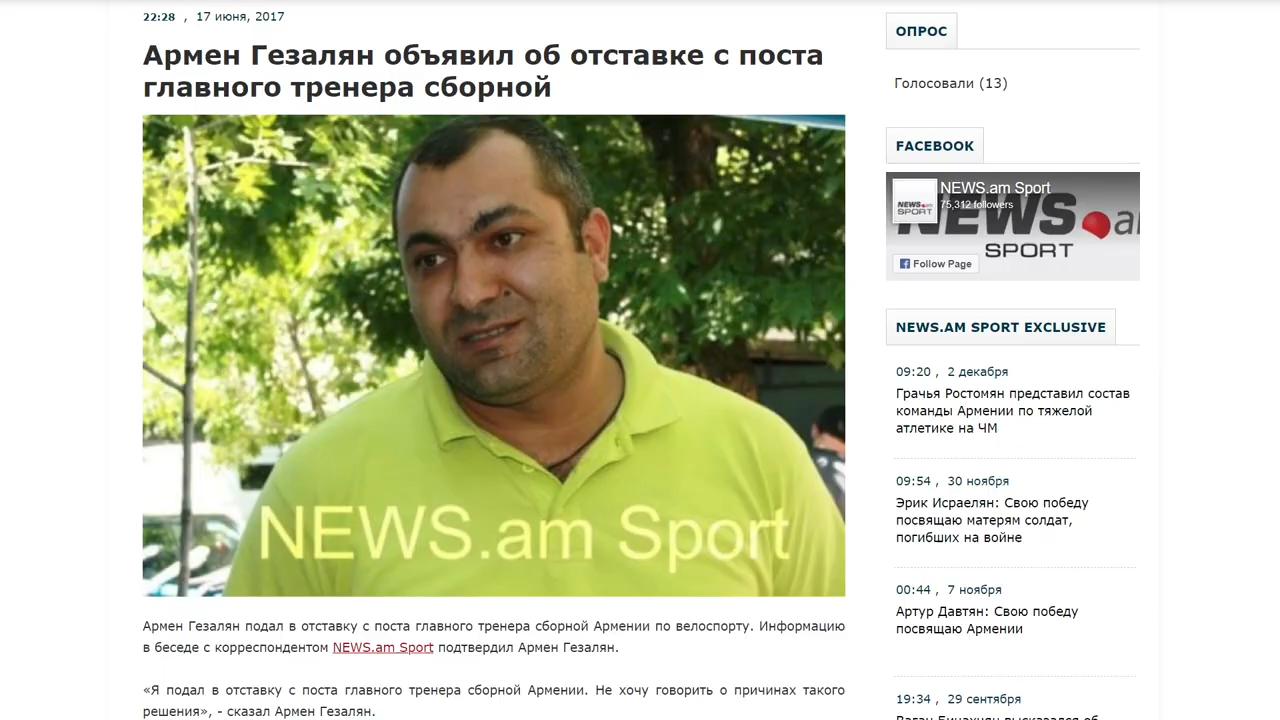 22:28 , 17 июня, 2017
Армен Гезалян объявил об отставке с поста
главного тренера сборной
NEWS.am Sport
Армен Гезалян подал в отставку с поста главного тренера сборной Армении по велоспорту. Информацию
в беседе с корреспондентом NEWS.am Sport подтвердил Армен Гезалян.
«Я подал в отставку с поста главного тренера сборной Армении. Не хочу говорить о причинах такого
решения», - сказал Армен Гезалян.
ОПРОС
Голосовали (13)
FACEBOOK
NEWS.am Sport
75,312 followers
NEWS.am
SPORT
NEWS.a
SPORT
Follow Page
NEWS.AM SPORT EXCLUSIVE
09:20 , 2 декабря
Грачья Ростомян представил состав
команды Армении по тяжелой
атлетике на ЧМ
09:54 , 30 ноября
Эрик Исраелян: Свою победу
посвящаю матерям солдат,
погибших на войне
00:44 , 7 ноября
Артур Давтян: Свою победу
посвящаю Армении
19:34 , 29 сентября